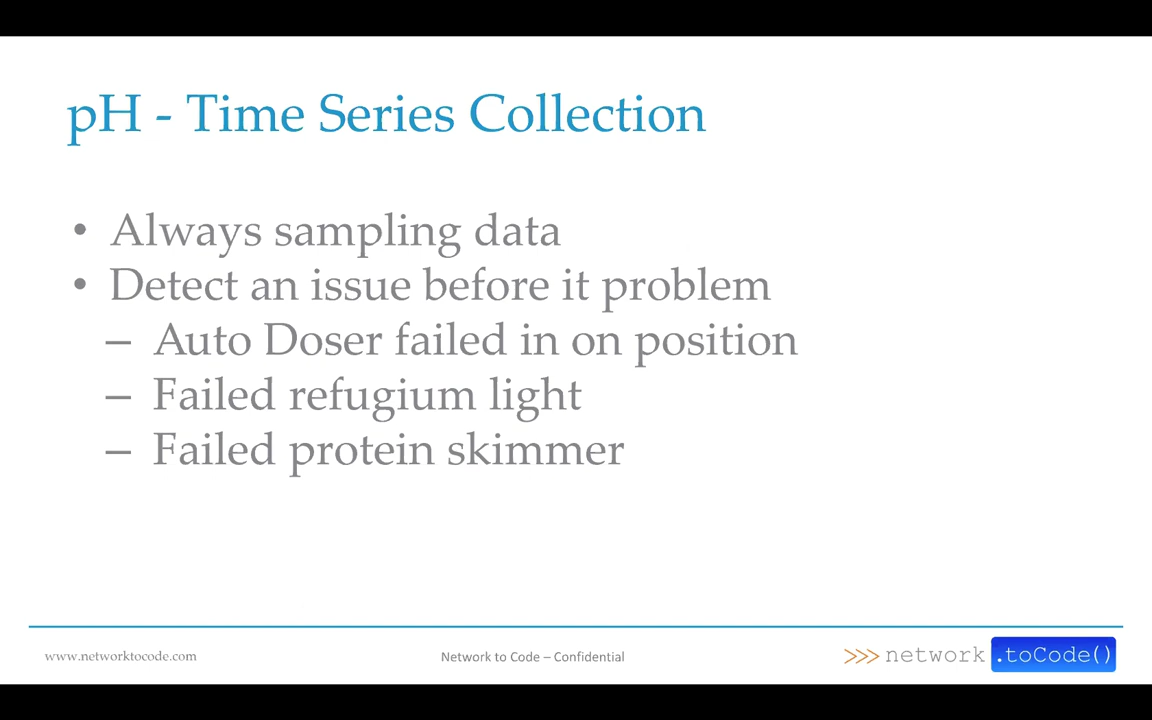 pH - Time Series Collection
• Always sampling data
• Detect an issue before it problem
– Auto Doser failed in on position
– Failed refugium light
– Failed protein skimmer
www.networktocode.com
Network to Code – Confidential
>>> network .toCode()